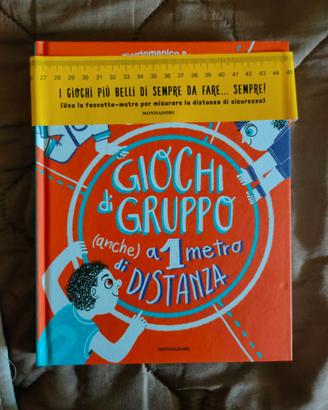 27 28 29 30 31 32 33 34 35 36 37 38 39 40 41 42 43 44 45
I GIOCHI PIÙ BELLI DI SEMPRE DA FARE... SEMPRE!
(Usa la fascetta-metro per misurare la distanza di sicurezza)
MONDADORI
GIOCHI
di
GRUPPO
(anche) a 1 metro
di DISTANZA
MONDADORI